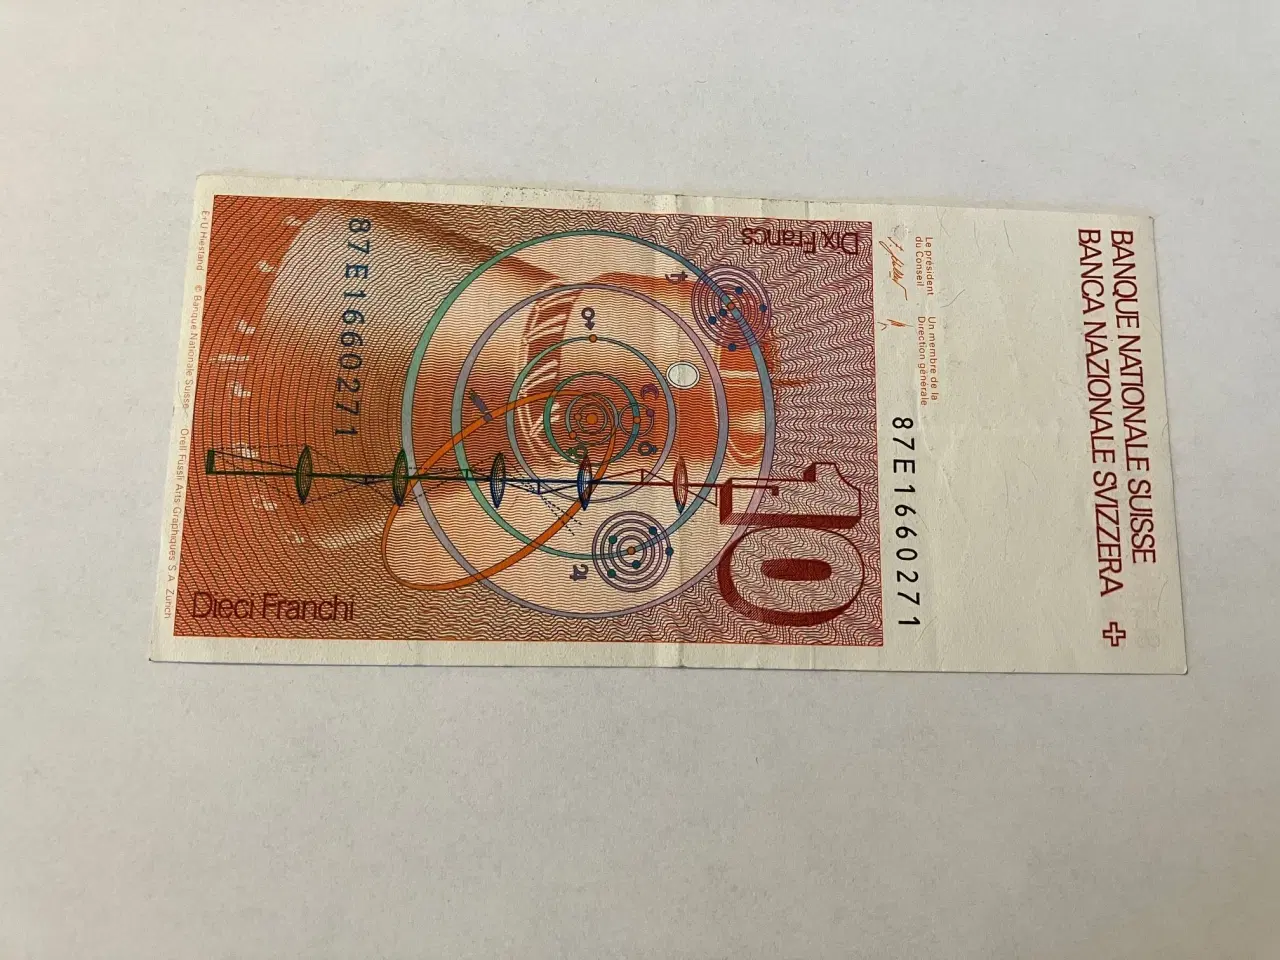 BANQUE NATIONALE SUISSE
BANCA NAZIONALE SVIZZERA
Le président
du Conseil
Un membre de la
Direction générale
87E1660271
10
Dix Francs
87E1660271
Dieci Franchi
E+U Hiestand © Banque Nationale Suisse Orell Füssli Arts Graphiques S A Zurich